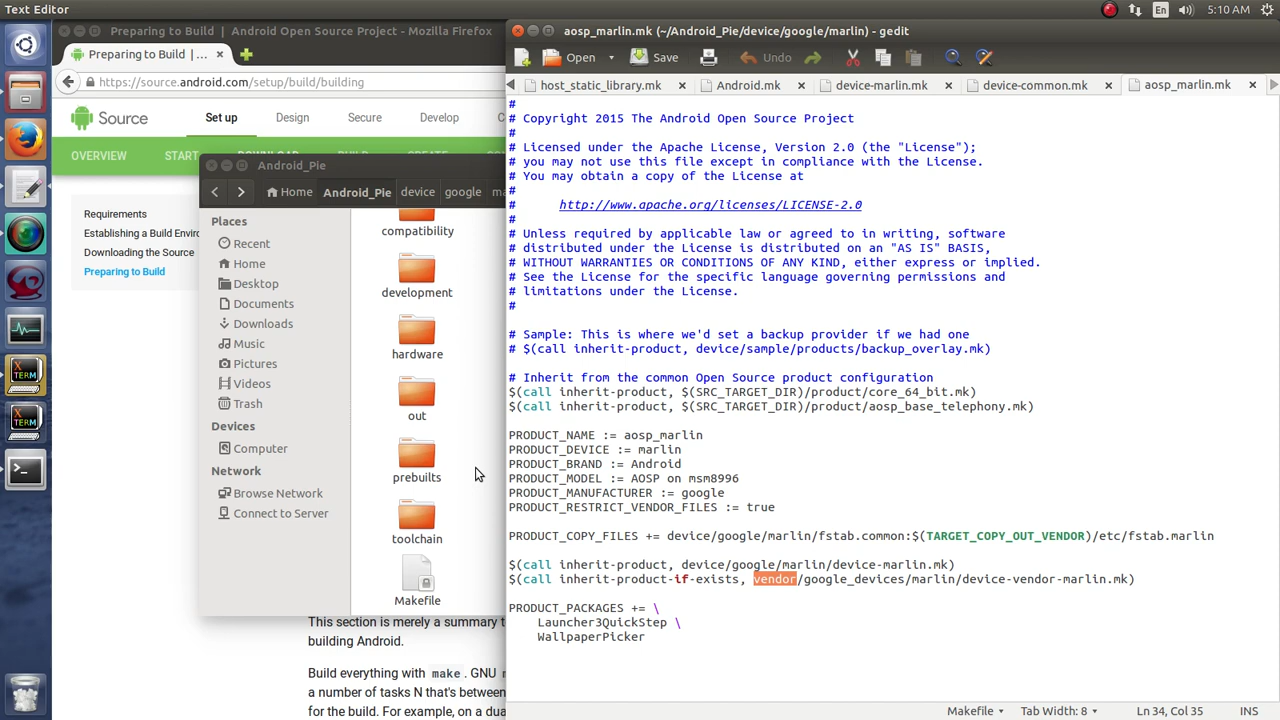 Text Editor
En
5:10 AM
Preparing to Build | Android Open Source Project - Mozilla Firefox
Preparing to Build | ...
https://source.android.com/setup/build/building
Source
Set up
Design
Secure
Develop
OVERVIEW
START
Requirements
Establishing a Build Enviro
Downloading the Source
Preparing to Build
Android_Pie
Home
Android_Pie
device
google
ma
Places
Recent
Home
Desktop
Documents
Downloads
Music
Pictures
Videos
Trash
Devices
Computer
Network
Browse Network
Connect to Server
compatibility
development
hardware
out
prebuilts
toolchain
Makefile
This section is merely a summary t
building Android.
Build everything with make . GNU
a number of tasks N that's between
for the build. For example, on a dua
aosp_marlin.mk (~/Android_Pie/device/google/marlin) - gedit
Open
Save
Undo
host_static_library.mk
Android.mk
device-marlin.mk
device-common.mk
aosp_marlin.mk
#
# Copyright 2015 The Android Open Source Project
#
# Licensed under the Apache License, Version 2.0 (the "License");
# you may not use this file except in compliance with the License.
# You may obtain a copy of the License at
#
# http://www.apache.org/licenses/LICENSE-2.0
#
# Unless required by applicable law or agreed to in writing, software
# distributed under the License is distributed on an "AS IS" BASIS,
# WITHOUT WARRANTIES OR CONDITIONS OF ANY KIND, either express or implied.
# See the License for the specific language governing permissions and
# limitations under the License.
#
# Sample: This is where we'd set a backup provider if we had one
# $(call inherit-product, device/sample/products/backup_overlay.mk)
# Inherit from the common Open Source product configuration
$(call inherit-product, $(SRC_TARGET_DIR)/product/core_64_bit.mk)
$(call inherit-product, $(SRC_TARGET_DIR)/product/aosp_base_telephony.mk)
PRODUCT_NAME := aosp_marlin
PRODUCT_DEVICE := marlin
PRODUCT_BRAND := Android
PRODUCT_MODEL := AOSP on msm8996
PRODUCT_MANUFACTURER := google
PRODUCT_RESTRICT_VENDOR_FILES := true
PRODUCT_COPY_FILES += device/google/marlin/fstab.common:$(TARGET_COPY_OUT_VENDOR)/etc/fstab.marlin
$(call inherit-product, device/google/marlin/device-marlin.mk)
$(call inherit-product-if-exists, vendor/google_devices/marlin/device-vendor-marlin.mk)
PRODUCT_PACKAGES += \
Launcher3QuickStep \
WallpaperPicker
Makefile
Tab Width: 8
Ln 34, Col 35
INS